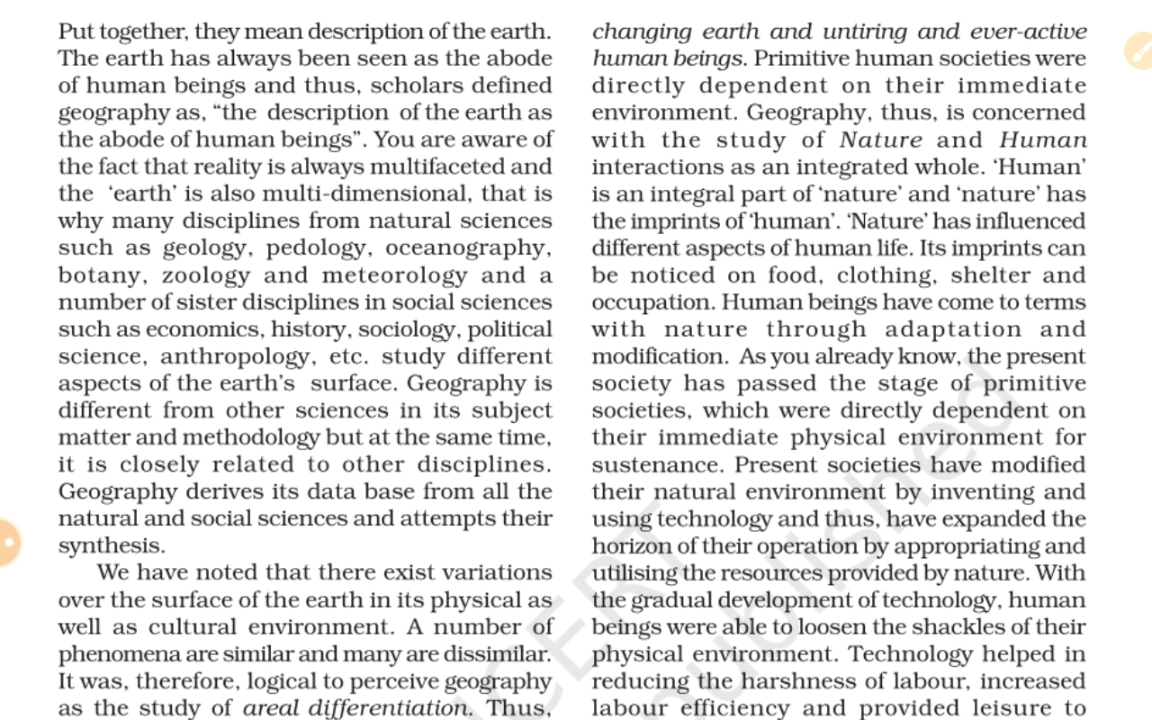 Put together, they mean description of the earth.
The earth has always been seen as the abode
of human beings and thus, scholars defined
geography as, “the description of the earth as
the abode of human beings”. You are aware of
the fact that reality is always multifaceted and
the ‘earth’ is also multi-dimensional, that is
why many disciplines from natural sciences
such as geology, pedology, oceanography,
botany, zoology and meteorology and a
number of sister disciplines in social sciences
such as economics, history, sociology, political
science, anthropology, etc. study different
aspects of the earth’s surface. Geography is
different from other sciences in its subject
matter and methodology but at the same time,
it is closely related to other disciplines.
Geography derives its data base from all the
natural and social sciences and attempts their
synthesis.
We have noted that there exist variations
over the surface of the earth in its physical as
well as cultural environment. A number of
phenomena are similar and many are dissimilar.
It was, therefore, logical to perceive geography
as the study of areal differentiation. Thus,
changing earth and untiring and ever-active
human beings. Primitive human societies were
directly dependent on their immediate
environment. Geography, thus, is concerned
with the study of Nature and Human
interactions as an integrated whole. ‘Human’
is an integral part of ‘nature’ and ‘nature’ has
the imprints of ‘human’. ‘Nature’ has influenced
different aspects of human life. Its imprints can
be noticed on food, clothing, shelter and
occupation. Human beings have come to terms
with nature through adaptation and
modification. As you already know, the present
society has passed the stage of primitive
societies, which were directly dependent on
their immediate physical environment for
sustenance. Present societies have modified
their natural environment by inventing and
using technology and thus, have expanded the
horizon of their operation by appropriating and
utilising the resources provided by nature. With
the gradual development of technology, human
beings were able to loosen the shackles of their
physical environment. Technology helped in
reducing the harshness of labour, increased
labour efficiency and provided leisure to